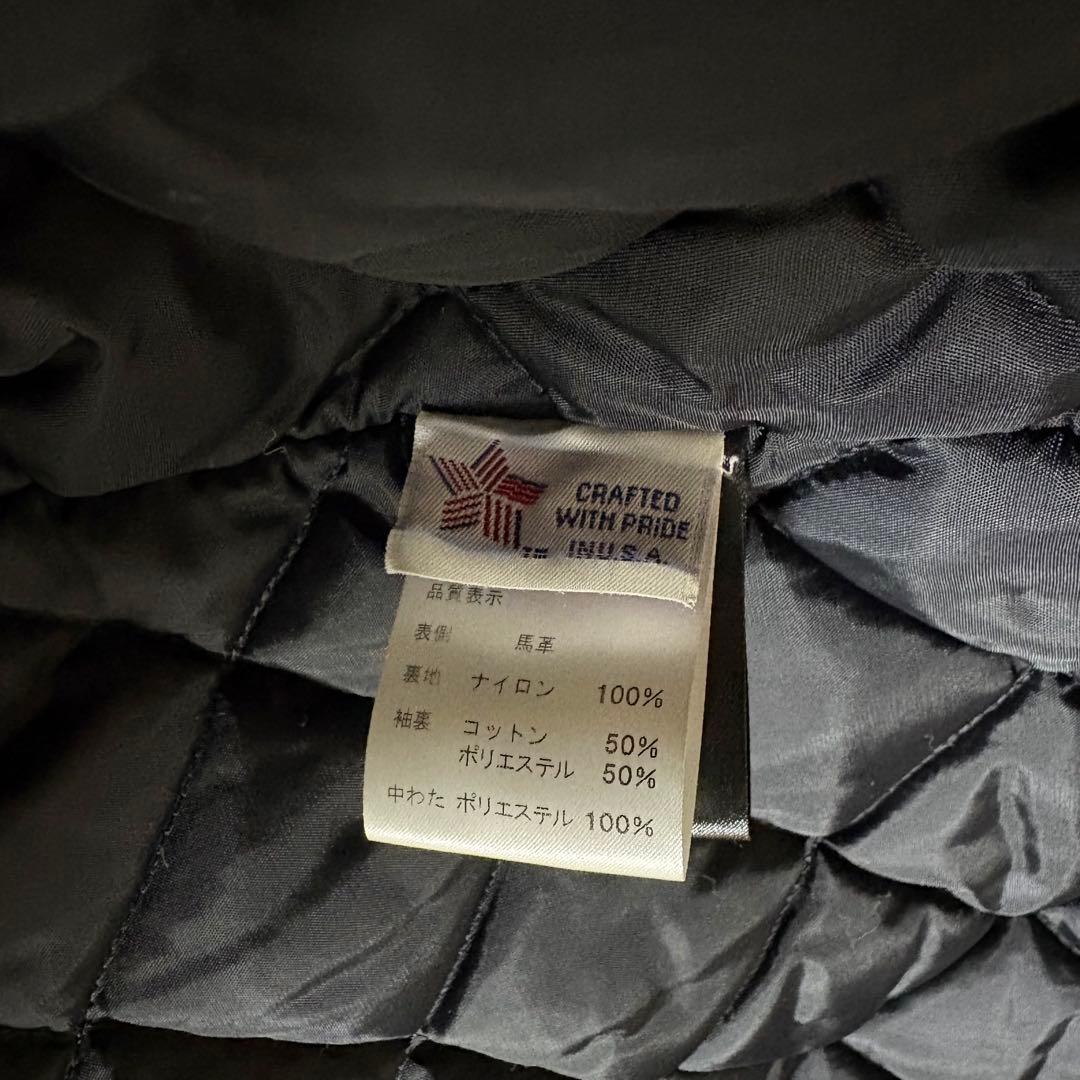 CRAFTED
WITH PRIDE
IN U.S.A.
TM
品質表示
表側 馬革
裏地 ナイロン 100%
袖裏 コットン 50%
ポリエステル 50%
中わた ポリエステル 100%